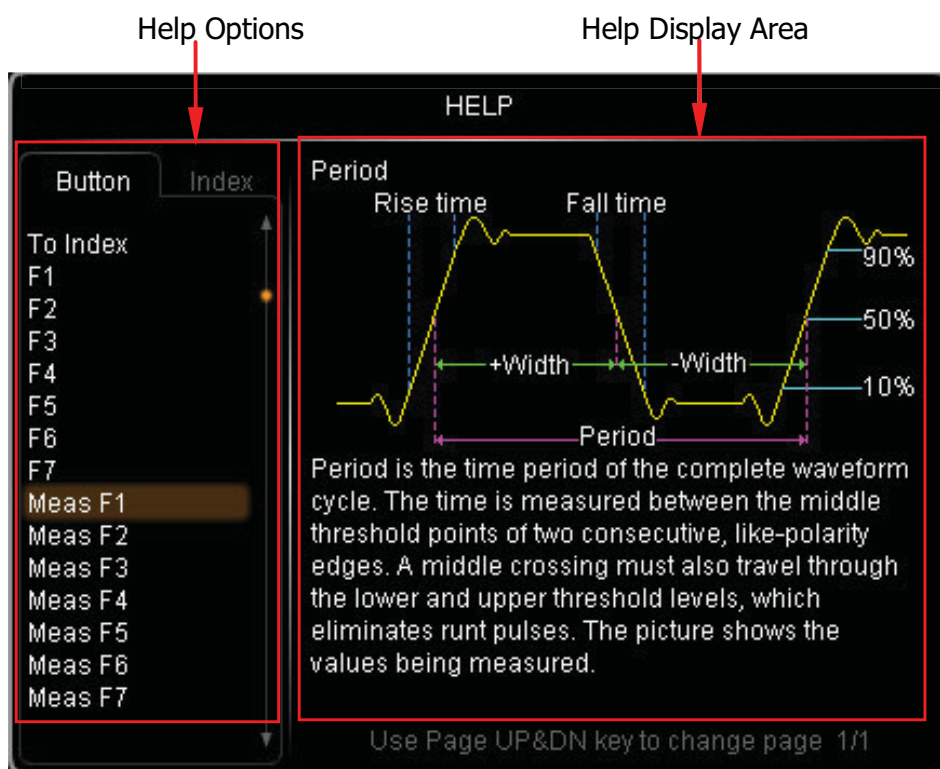 Help Options
Help Display Area
HELP
Button
Index
To Index
F1
F2
F3
F4
F5
F6
F7
Meas F1
Meas F2
Meas F3
Meas F4
Meas F5
Meas F6
Meas F7
Period
Rise time
Fall time
90%
50%
+Width
-Width
10%
Period
Period is the time period of the complete waveform
cycle. The time is measured between the middle
threshold points of two consecutive, like-polarity
edges. A middle crossing must also travel through
the lower and upper threshold levels, which
eliminates runt pulses. The picture shows the
values being measured.
Use Page UP&DN key to change page 1/1